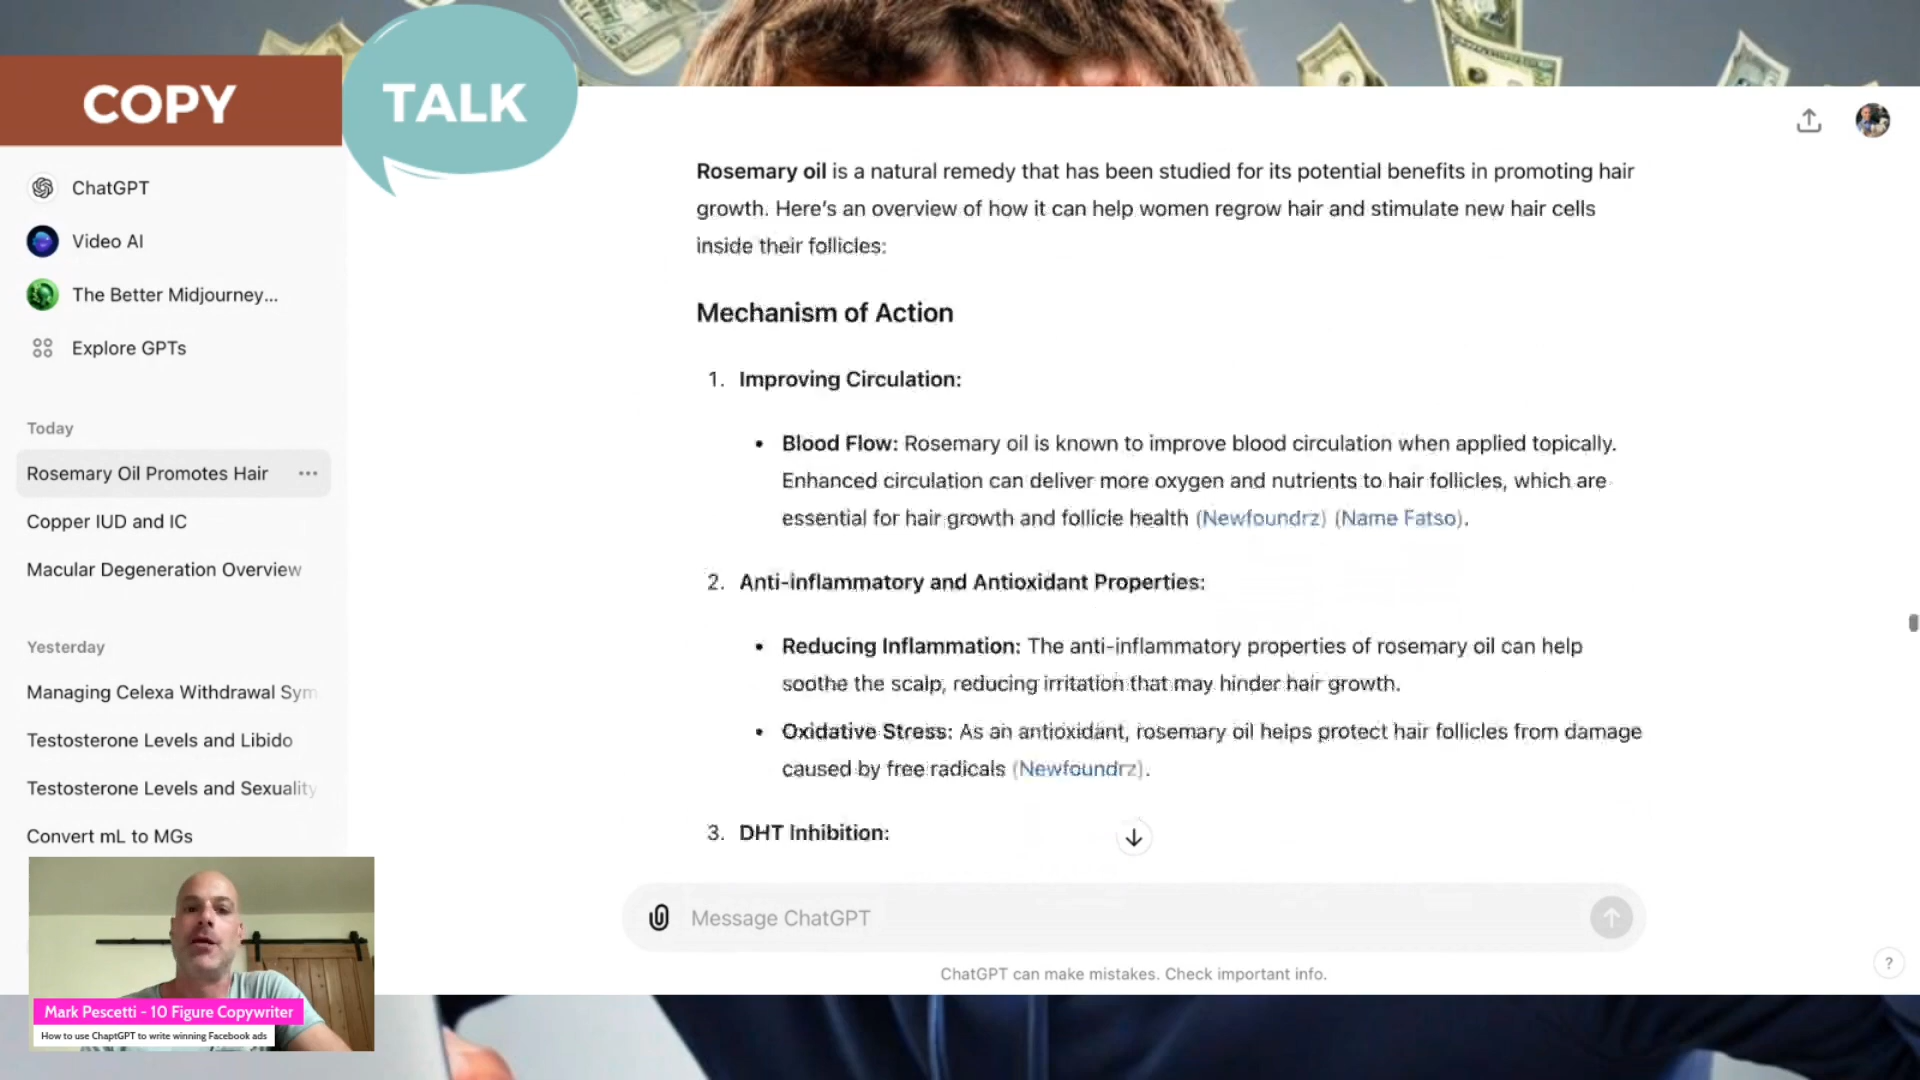 COPY
TALK
ChatGPT
Video AI
The Better Midjourney...
Explore GPTs
Today
Rosemary Oil Promotes Hair
Copper IUD and IC
Macular Degeneration Overview
Yesterday
Managing Celexa Withdrawal Sym
Testosterone Levels and Libido
Testosterone Levels and Sexuality
Convert mL to MGs
Rosemary oil is a natural remedy that has been studied for its potential benefits in promoting hair
growth. Here's an overview of how it can help women regrow hair and stimulate new hair cells
inside their follicles:
Mechanism of Action
1. Improving Circulation:
• Blood Flow: Rosemary oil is known to improve blood circulation when applied topically.
Enhanced circulation can deliver more oxygen and nutrients to hair follicles, which are
essential for hair growth and follicle health (Newfoundrz) (Name Fatso).
2. Anti-inflammatory and Antioxidant Properties:
• Reducing Inflammation: The anti-inflammatory properties of rosemary oil can help
soothe the scalp, reducing irritation that may hinder hair growth.
• Oxidative Stress: As an antioxidant, rosemary oil helps protect hair follicles from damage
caused by free radicals (Newfoundrz).
3. DHT Inhibition:
Message ChatGPT
ChatGPT can make mistakes. Check important info.
?
Mark Pescetti - 10 Figure Copywriter
How to use ChaptGPT to write winning Facebook ads